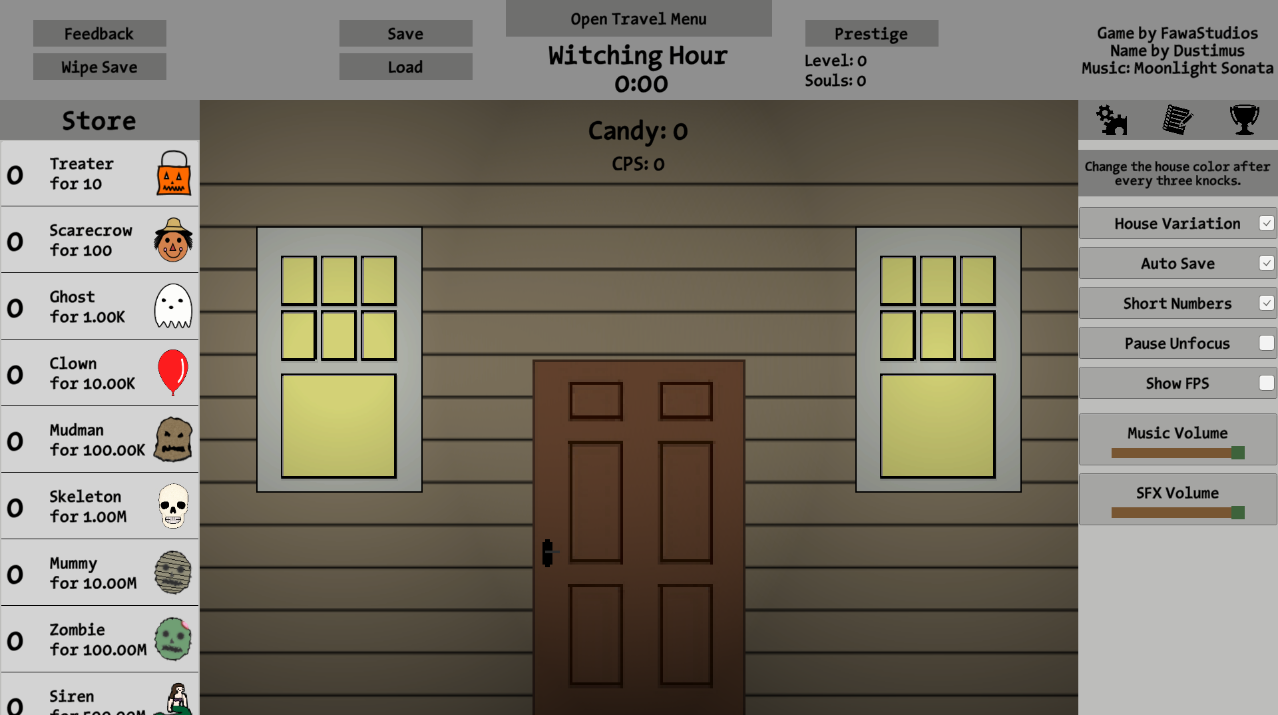 Feedback
Wipe Save
Save
Load
Open Travel Menu
Witching Hour
0:00
Prestige
Level: 0
Souls: 0
Game by FawaStudios
Name by Dustimus
Music: Moonlight Sonata
Store
0
Treater
for 10
0
Scarecrow
for 100
0
Ghost
for 1.00K
0
Clown
for 10.00K
0
Mudman
for 100.00K
0
Skeleton
for 1.00M
0
Mummy
for 10.00M
0
Zombie
for 100.00M
0
Siren
for 500.00M
Candy: 0
CPS: 0
Change the house color after
every three knocks.
House Variation
Auto Save
Short Numbers
Pause Unfocus
Show FPS
Music Volume
SFX Volume